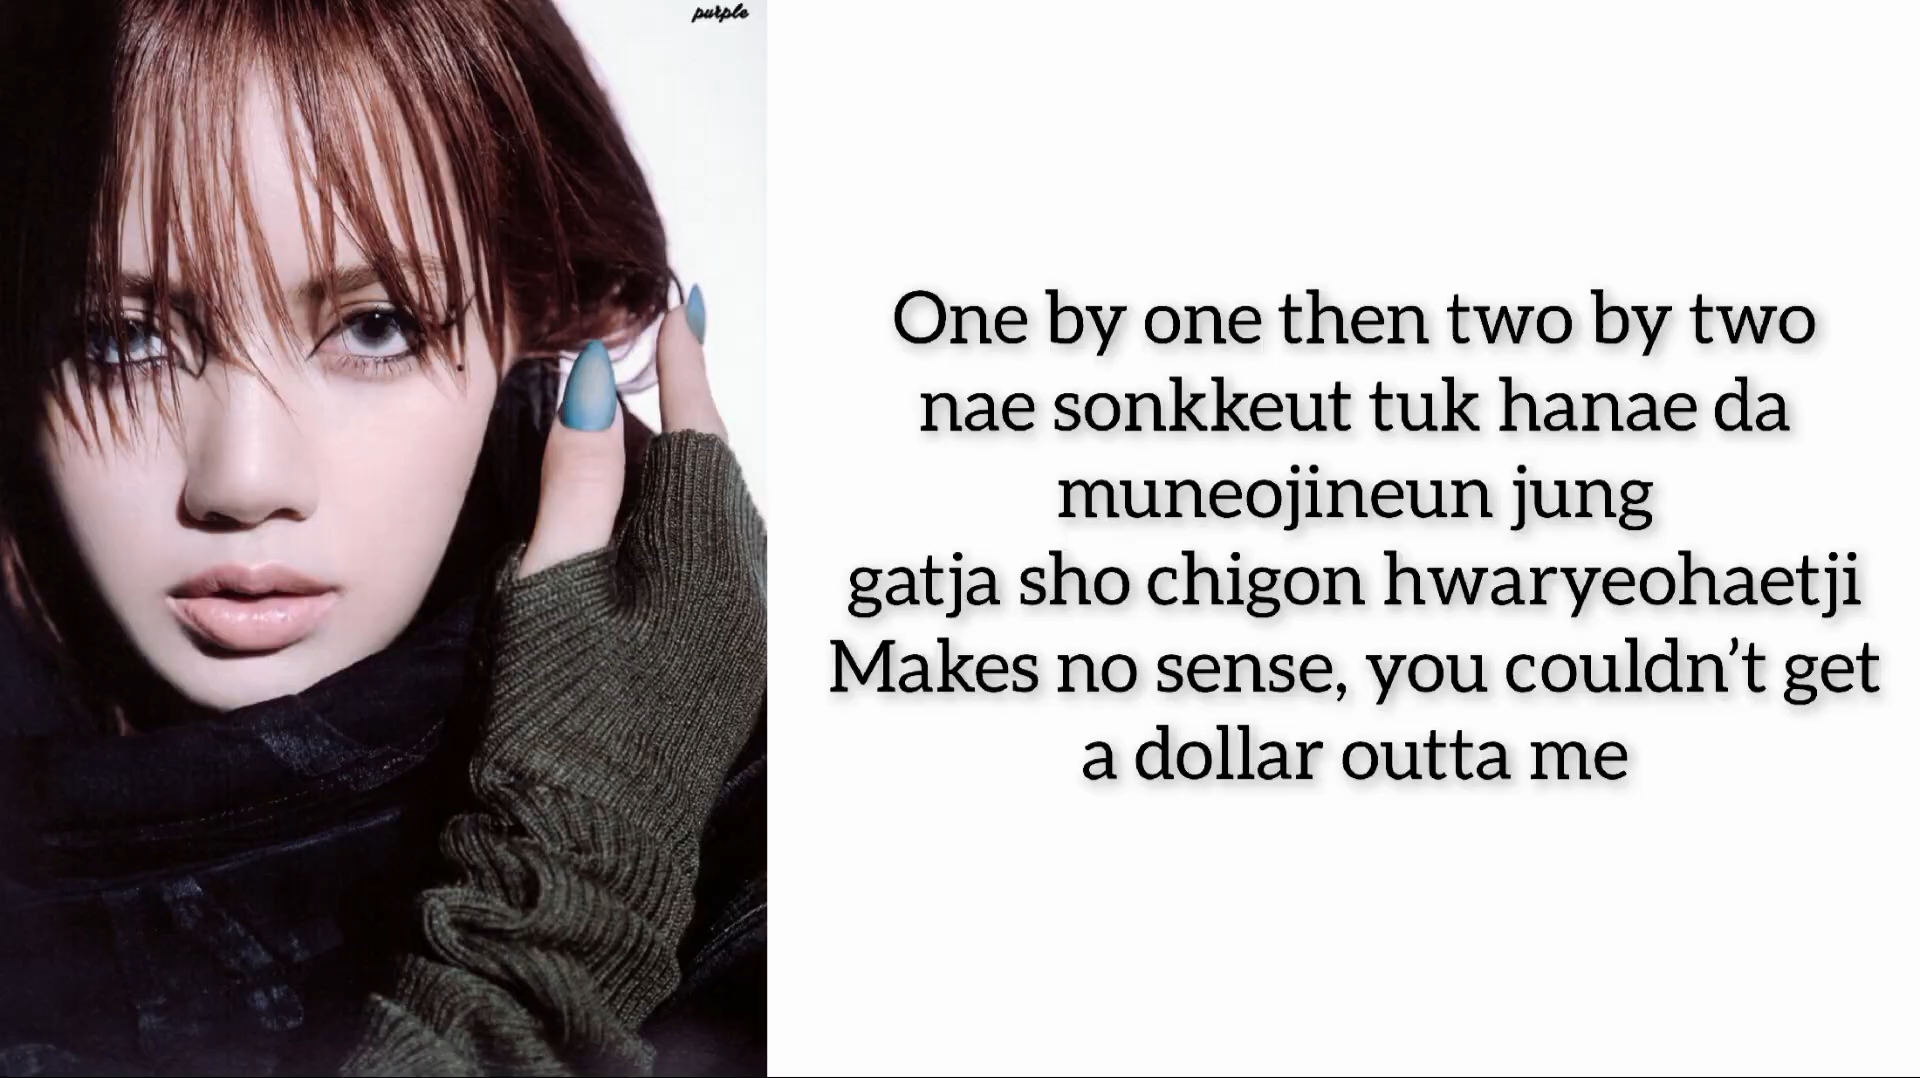 purple
One by one then two by two
nae sonkkeut tuk hanae da
muneojineun jung
gatja sho chigon hwaryeohaetji
Makes no sense, you couldn’t get
a dollar outta me